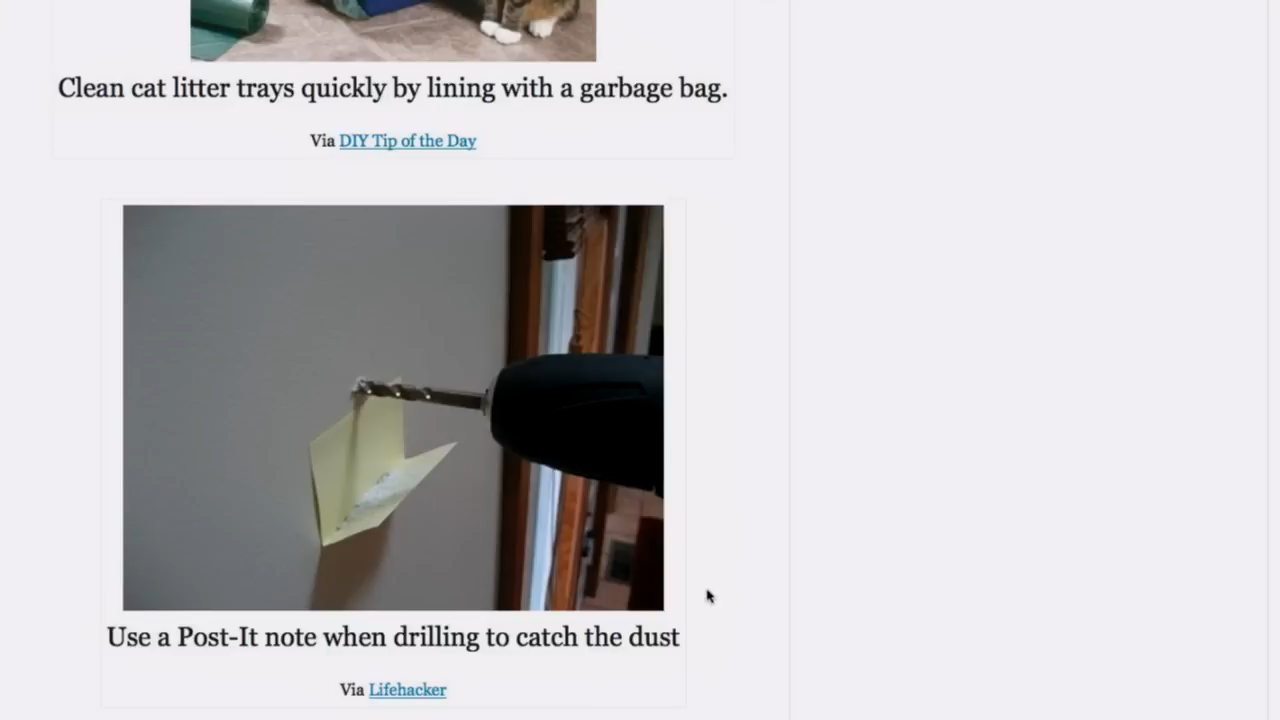 Clean cat litter trays quickly by lining with a garbage bag.
Via DIY Tip of the Day
Use a Post-It note when drilling to catch the dust
Via Lifehacker